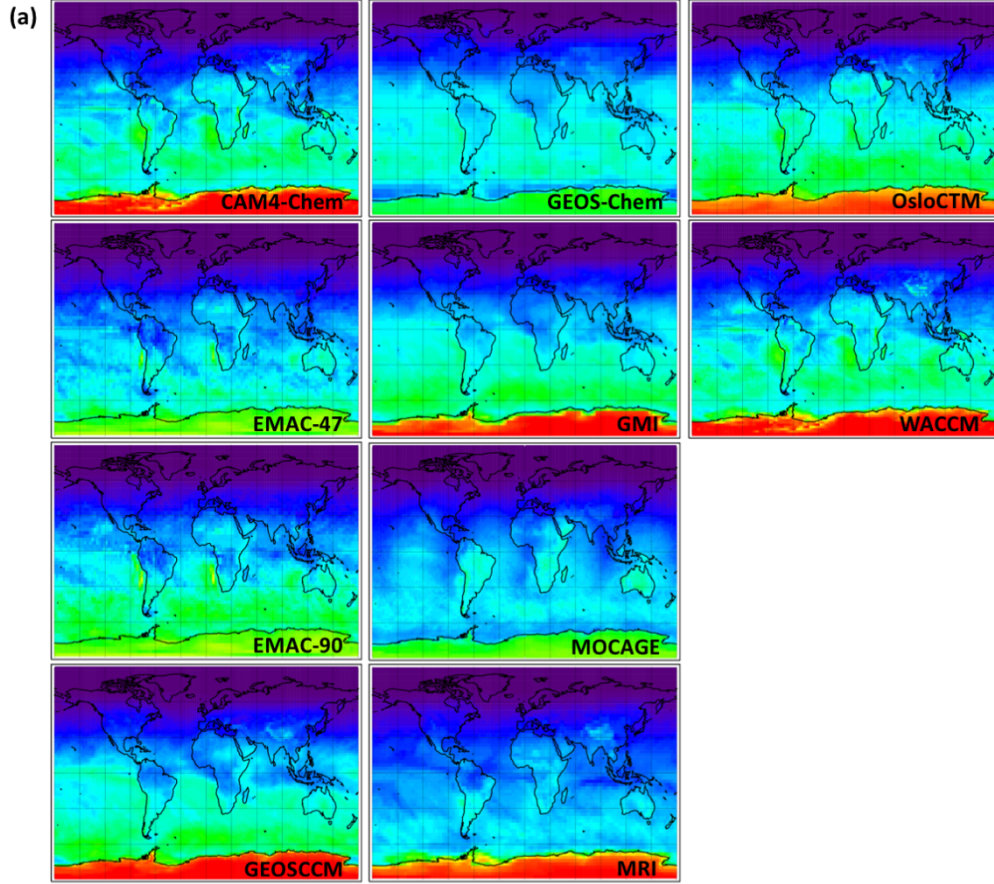 (a)
CAM4-Chem
GEOS-Chem
OsloCTM
EMAC-47
GMI
WACCM
EMAC-90
MOCAGE
GEOSCCM
MRI